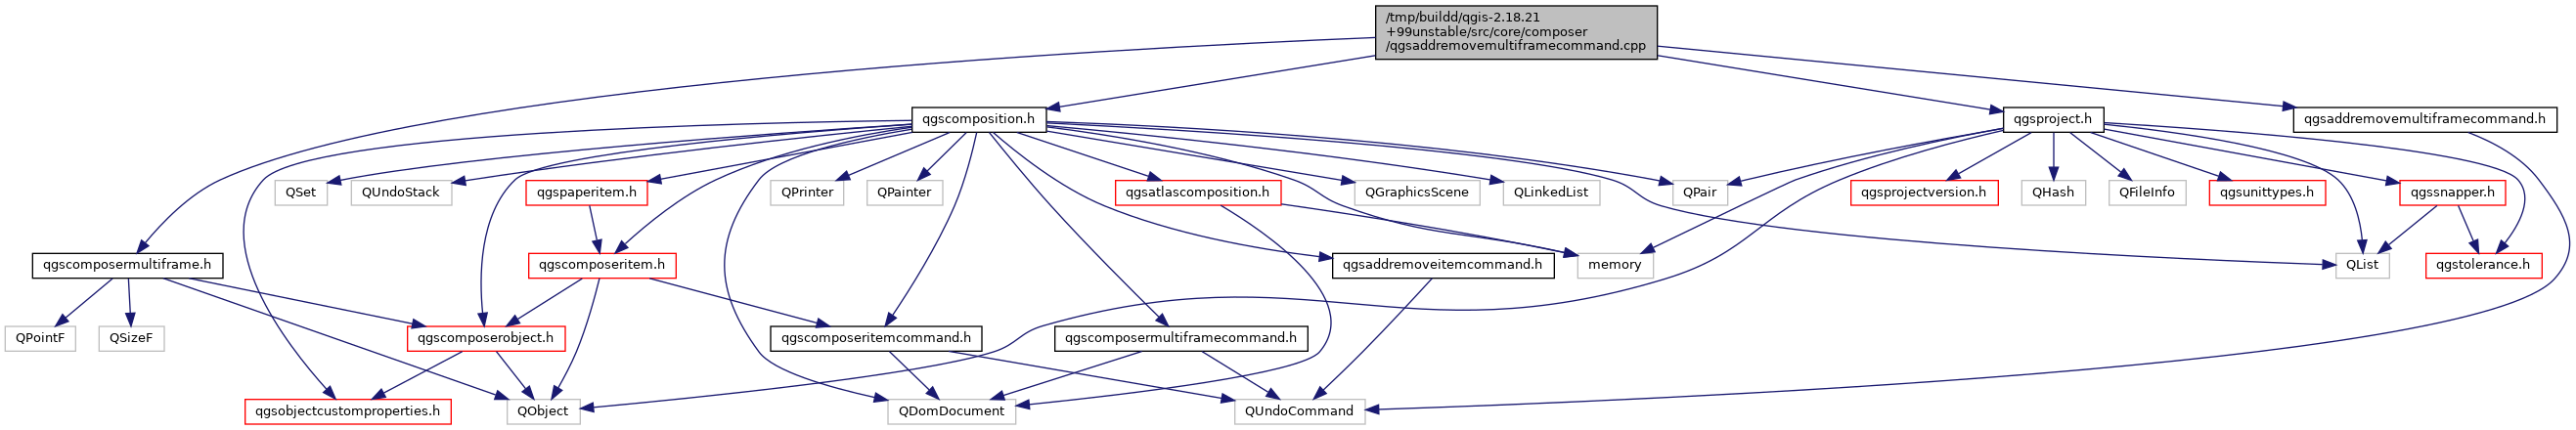 /tmp/buildd/qgis-2.18.21
+99unstable/src/core/composer
/qgsaddremovemultiframecommand.cpp
qgscomposition.h
qgsproject.h
qgsaddremovemultiframecommand.h
QSet
QUndoStack
qgspaperitem.h
QPrinter
QPainter
qgsatlascomposition.h
QGraphicsScene
QLinkedList
QPair
qgsprojectversion.h
QHash
QFileInfo
qgsunittypes.h
qgssnapper.h
qgscomposermultiframe.h
qgscomposeritem.h
qgsaddremoveitemcommand.h
memory
QList
qgstolerance.h
QPointF
QSizeF
qgscomposerobject.h
qgscomposeritemcommand.h
qgscomposermultiframecommand.h
qgsobjectcustomproperties.h
QObject
QDomDocument
QUndoCommand